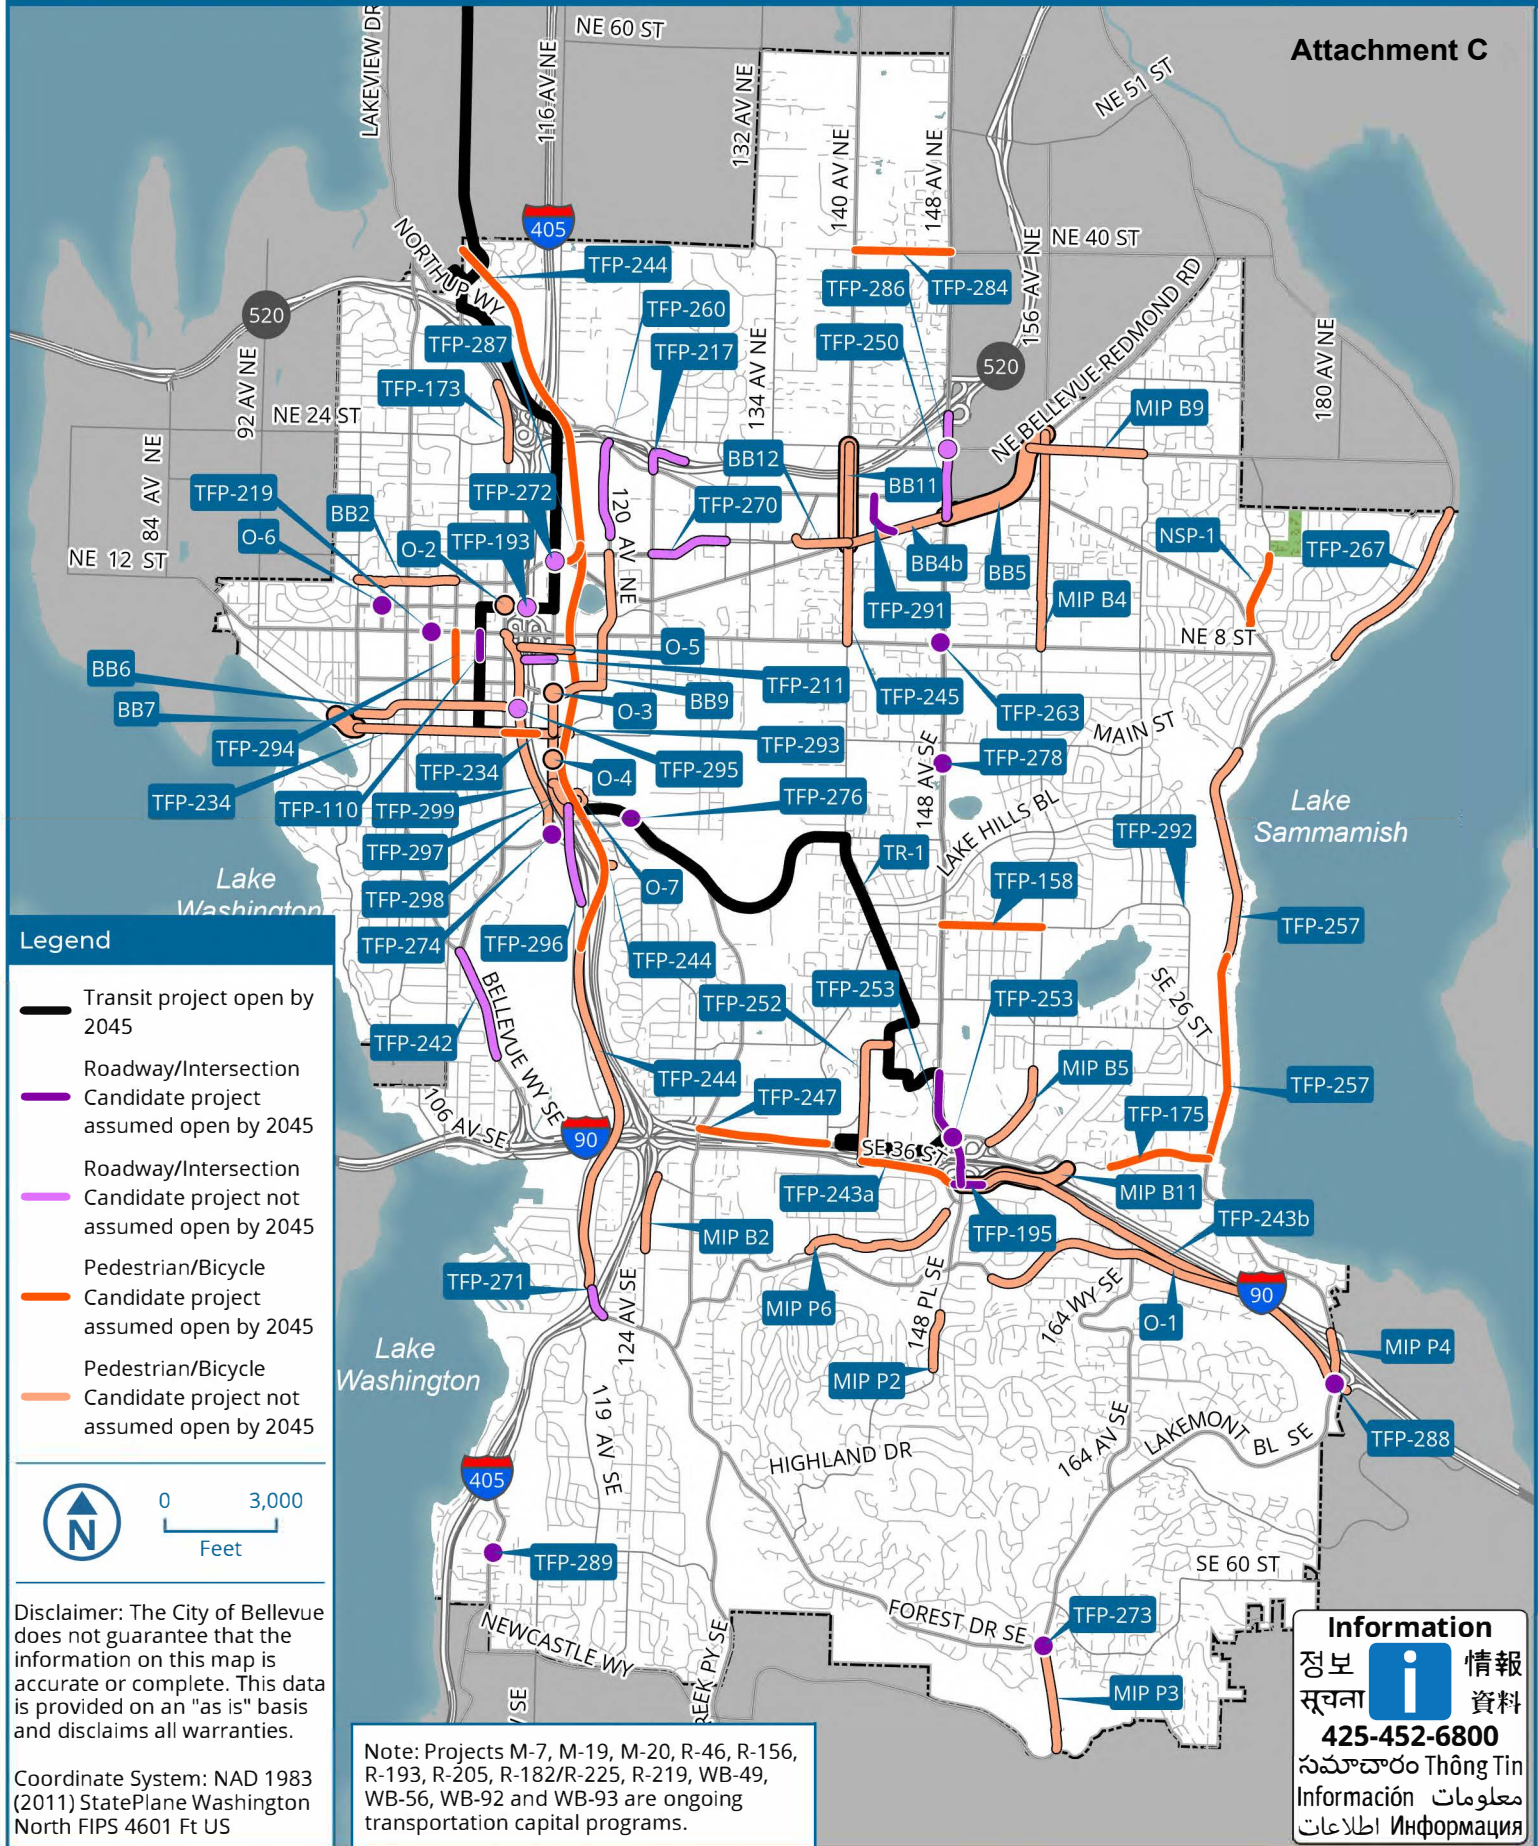 Attachment C
LAKEVIEW DR
NE 60 ST
116 AV NE
132 AV NE
NE 51 ST
140 AV NE
148 AV NE
405
NORTHUP WY
TFP-244
NE 40 ST
156 AV NE
TFP-286
TFP-284
520
TFP-260
NE BELLEVUE-REDMOND RD
TFP-287
TFP-217
TFP-250
134 AV NE
180 AV NE
520
92 AV NE
TFP-173
NE 24 ST
MIP B9
84 AV NE
BB12
BB11
TFP-219
BB2
TFP-272
120 AV NE
TFP-270
O-6
O-2
TFP-193
NSP-1
TFP-267
NE 12 ST
BB4b
BB5
TFP-291
MIP B4
NE 8 ST
O-5
BB6
TFP-211
TFP-245
BB9
BB7
O-3
TFP-263
MAIN ST
TFP-294
TFP-293
TFP-234
TFP-295
148 AV SE
TFP-278
O-4
TFP-234
TFP-110
TFP-299
TFP-276
Lake
Sammamish
LAKE HILLS BL
TFP-292
TFP-297
TR-1
Lake
Washington
TFP-298
O-7
TFP-158
TFP-257
TFP-274
TFP-296
TFP-244
BELLEVUE WY SE
TFP-252
TFP-253
TFP-253
SE 26 ST
TFP-242
TFP-244
MIP B5
TFP-257
TFP-247
TFP-175
106 AV SE
90
SE 36 ST
TFP-243a
MIP B11
TFP-243b
MIP B2
TFP-195
TFP-271
MIP P6
148 PL SE
164 WY SE
O-1
90
124 AV SE
MIP P4
Lake
Washington
MIP P2
119 AV SE
164 AV SE
LAKEMONT BL SE
TFP-288
HIGHLAND DR
405
TFP-289
SE 60 ST
FOREST DR SE
TFP-273
NEWCASTLE WY
MIP P3
SE
REEK PY SE
Legend
Transit project open by
2045
Roadway/Intersection
Candidate project
assumed open by 2045
Roadway/Intersection
Candidate project not
assumed open by 2045
Pedestrian/Bicycle
Candidate project
assumed open by 2045
Pedestrian/Bicycle
Candidate project not
assumed open by 2045
N
0 3,000
Feet
Disclaimer: The City of Bellevue
does not guarantee that the
information on this map is
accurate or complete. This data
is provided on an "as is" basis
and disclaims all warranties.
Coordinate System: NAD 1983
(2011) StatePlane Washington
North FIPS 4601 Ft US
Note: Projects M-7, M-19, M-20, R-46, R-156,
R-193, R-205, R-182/R-225, R-219, WB-49,
WB-56, WB-92 and WB-93 are ongoing
transportation capital programs.
Information
정보 i 情報
सूचना 資料
425-452-6800
సమాచారం Thông Tin
Información معلومات
اطلاعات Информация